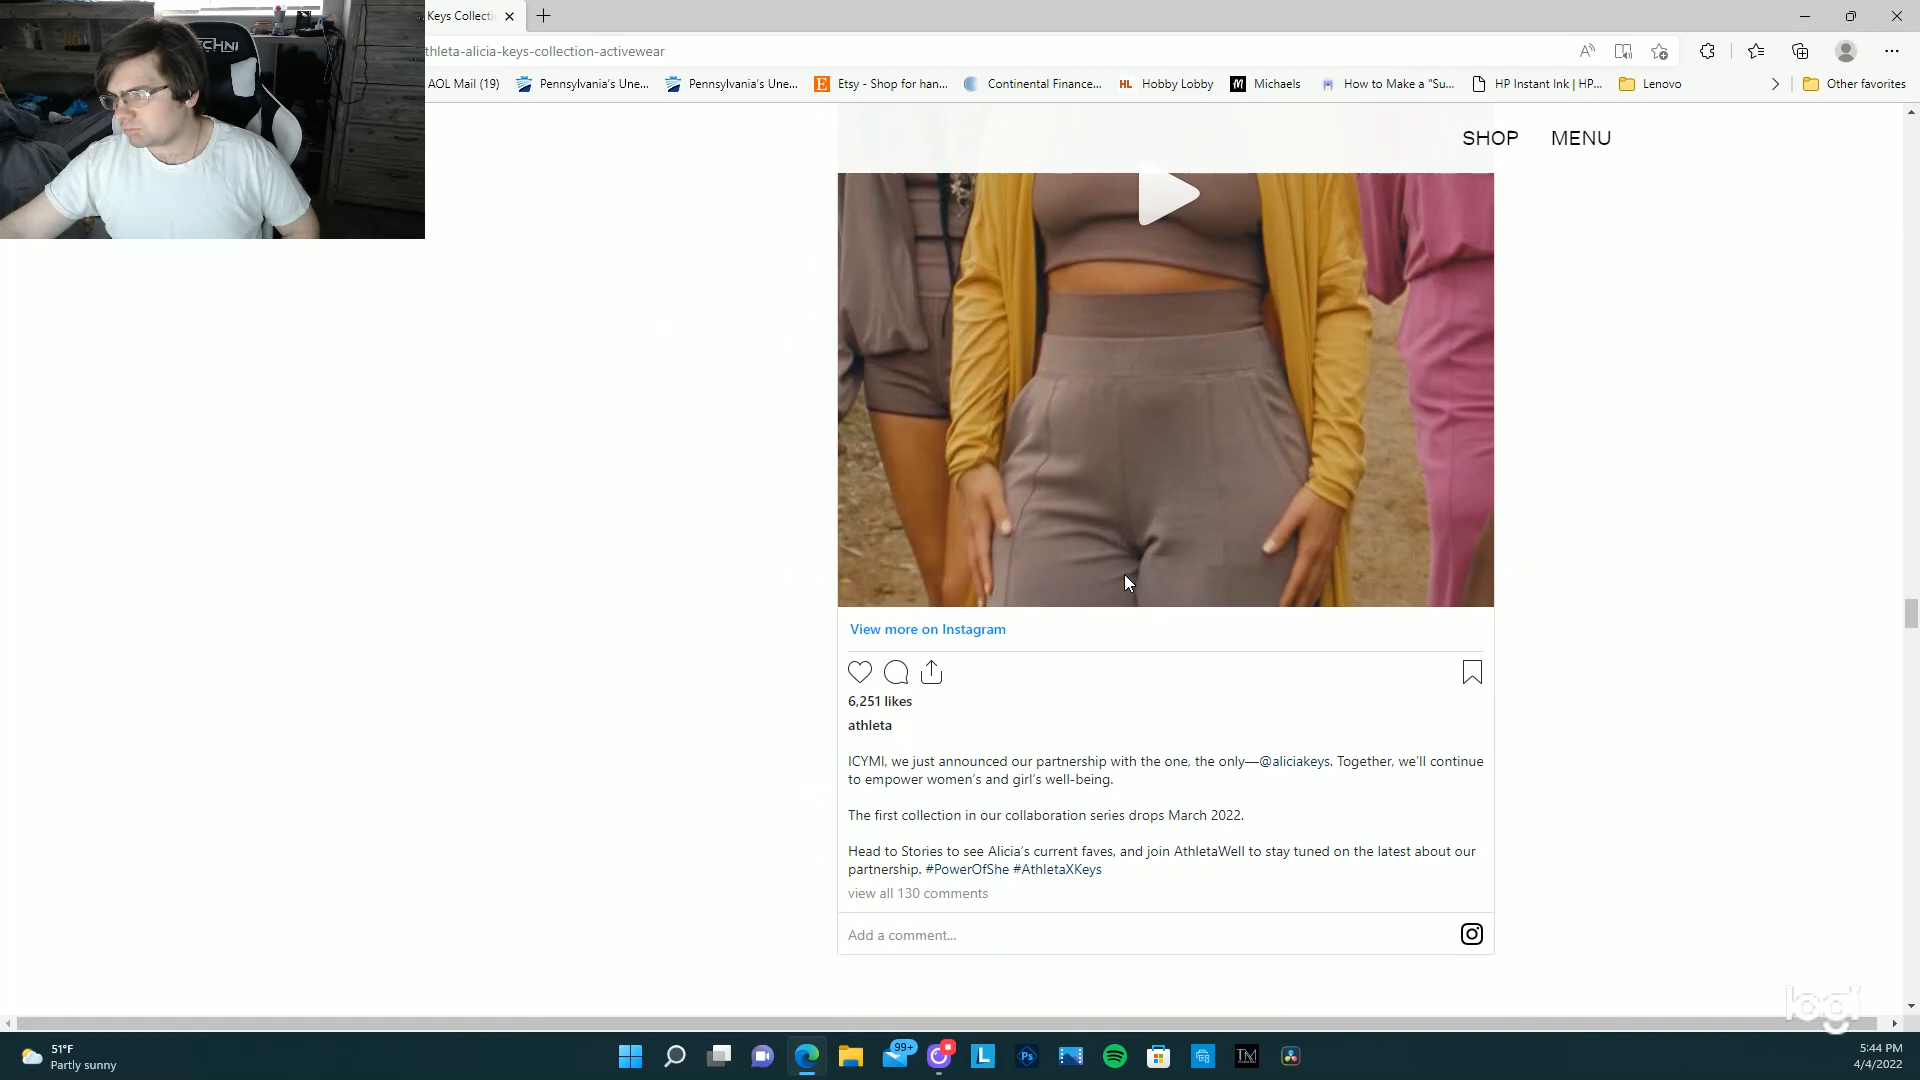 Keys Collecti
thleta-alicia-keys-collection-activewear
AOL Mail (19) Pennsylvania's Une... Pennsylvania's Une... Etsy - Shop for han... Continental Finance... HL Hobby Lobby Michaels How to Make a "Su... HP Instant Ink | HP... Lenovo Other favorites
SHOP MENU
View more on Instagram
6,251 likes
athleta
ICYMI, we just announced our partnership with the one, the only—@aliciakeys. Together, we'll continue
to empower women's and girl's well-being.
The first collection in our collaboration series drops March 2022.
Head to Stories to see Alicia's current faves, and join AthletaWell to stay tuned on the latest about our
partnership. #PowerOfShe #AthletaXKeys
view all 130 comments
Add a comment...
logi
51°F
Partly sunny
99+
L
Ps
TM
5:44 PM
4/4/2022